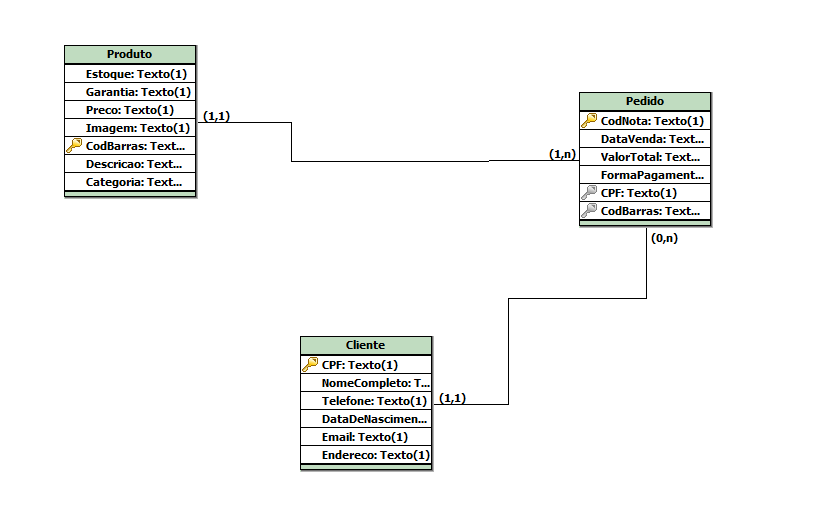 Produto
Estoque: Texto(1)
Garantia: Texto(1)
Preco: Texto(1)
Imagem: Texto(1)
CodBarras: Text...
Descricao: Text...
Categoria: Text...
(1,1)
(1,n)
Pedido
CodNota: Texto(1)
DataVenda: Text...
ValorTotal: Text...
FormaPagament...
CPF: Texto(1)
CodBarras: Text...
(0,n)
Cliente
CPF: Texto(1)
NomeCompleto: T...
Telefone: Texto(1)
DataDeNascimen...
Email: Texto(1)
Endereco: Texto(1)
(1,1)